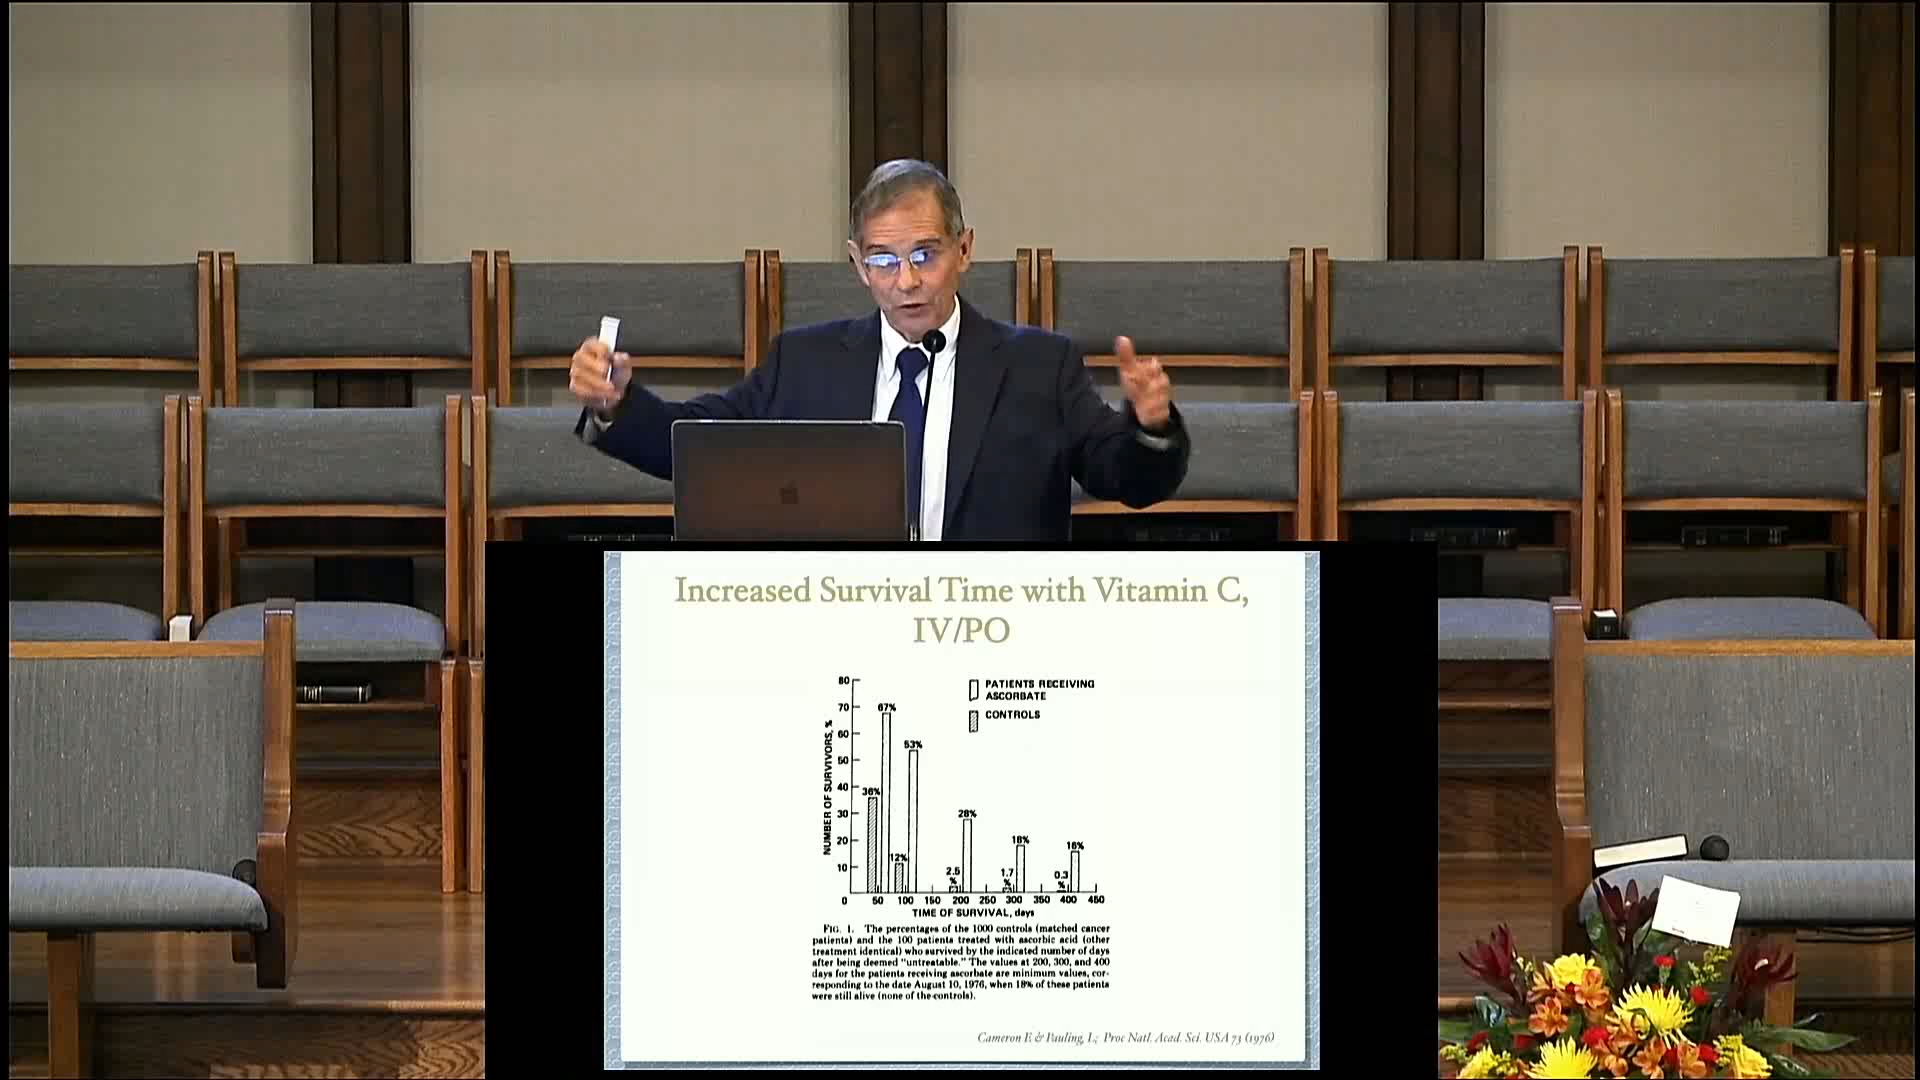 Increased Survival Time with Vitamin C,
IV/PO
80
70
60
50
40
30
20
10
NUMBER OF SURVIVORS, %
PATIENTS RECEIVING
ASCORBATE
CONTROLS
36%
67%
12%
53%
2.5
%
28%
1.7
%
18%
0.3
%
16%
0 50 100 150 200 250 300 350 400 450
TIME OF SURVIVAL, days
FIG. 1. The percentages of the 1000 controls (matched cancer
patients) and the 100 patients treated with ascorbic acid (other
treatment identical) who survived by the indicated number of days
after being deemed "untreatable." The values at 200, 300, and 400
days for the patients receiving ascorbate are minimum values, cor-
responding to the date August 10, 1976, when 18% of these patients
were still alive (none of the controls).
Cameron E & Pauling, L; Proc Natl. Acad. Sci. USA 73 (1976)